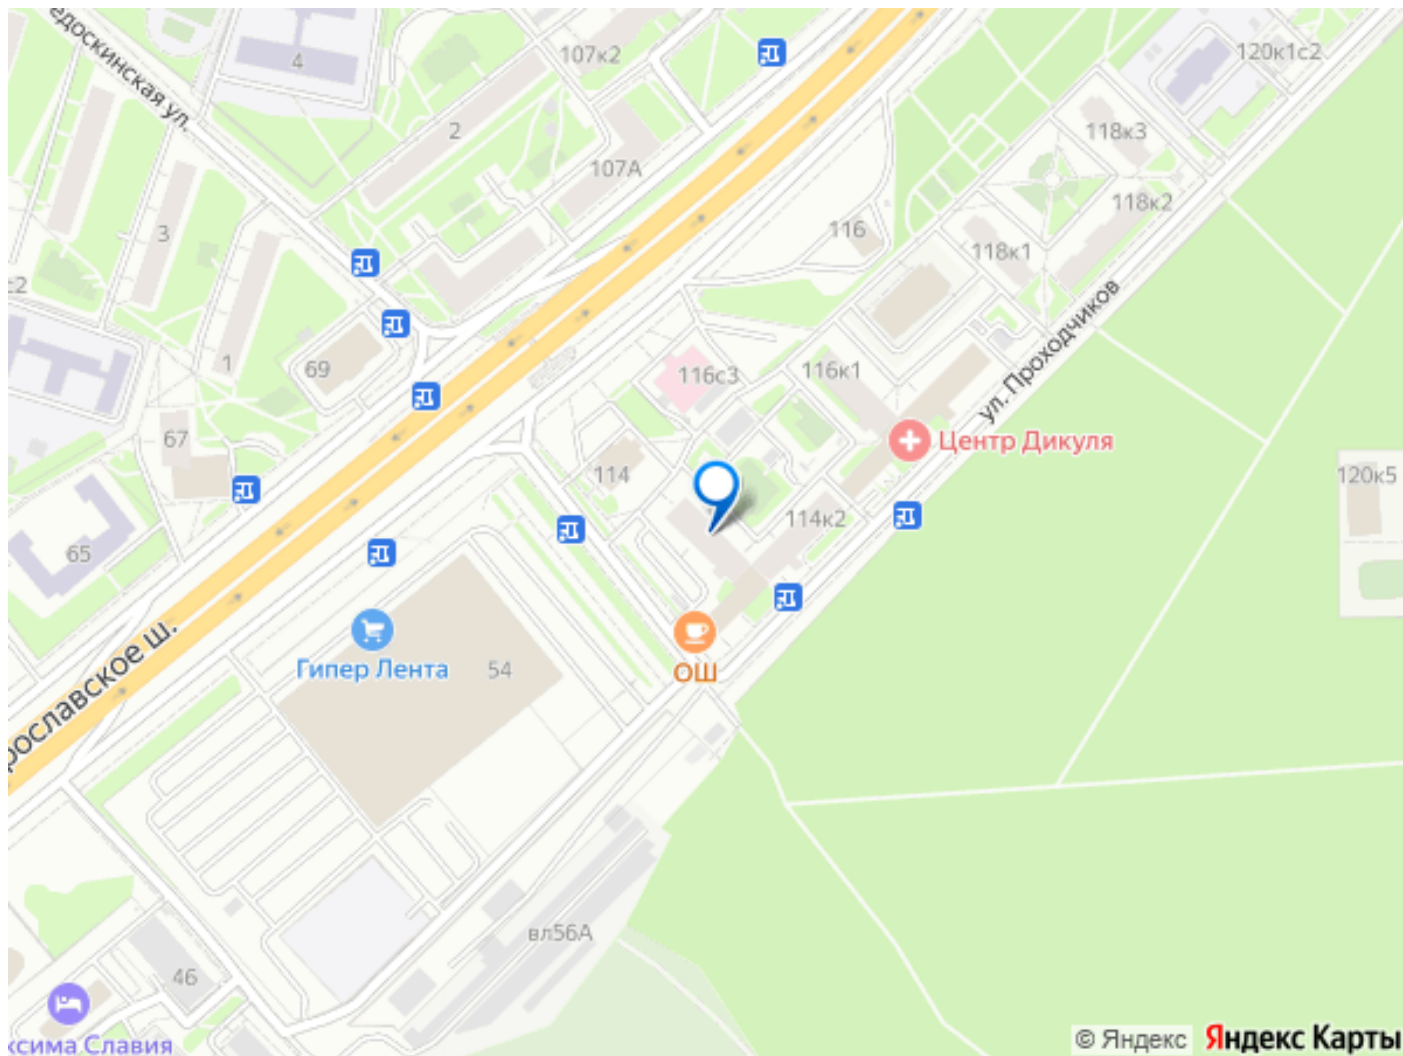 едоскинская ул.
4
107к2
120к1с2
2
107А
118к3
118к2
3
116
118к1
с2
ул. Проходчиков
1
69
116с3
116к1
67
Центр Дикуля
114
120к5
114к2
65
Гипер Лента
54
ОШ
рославское ш.
вл56А
46
ксима Славия
© Яндекс Яндекс Карты